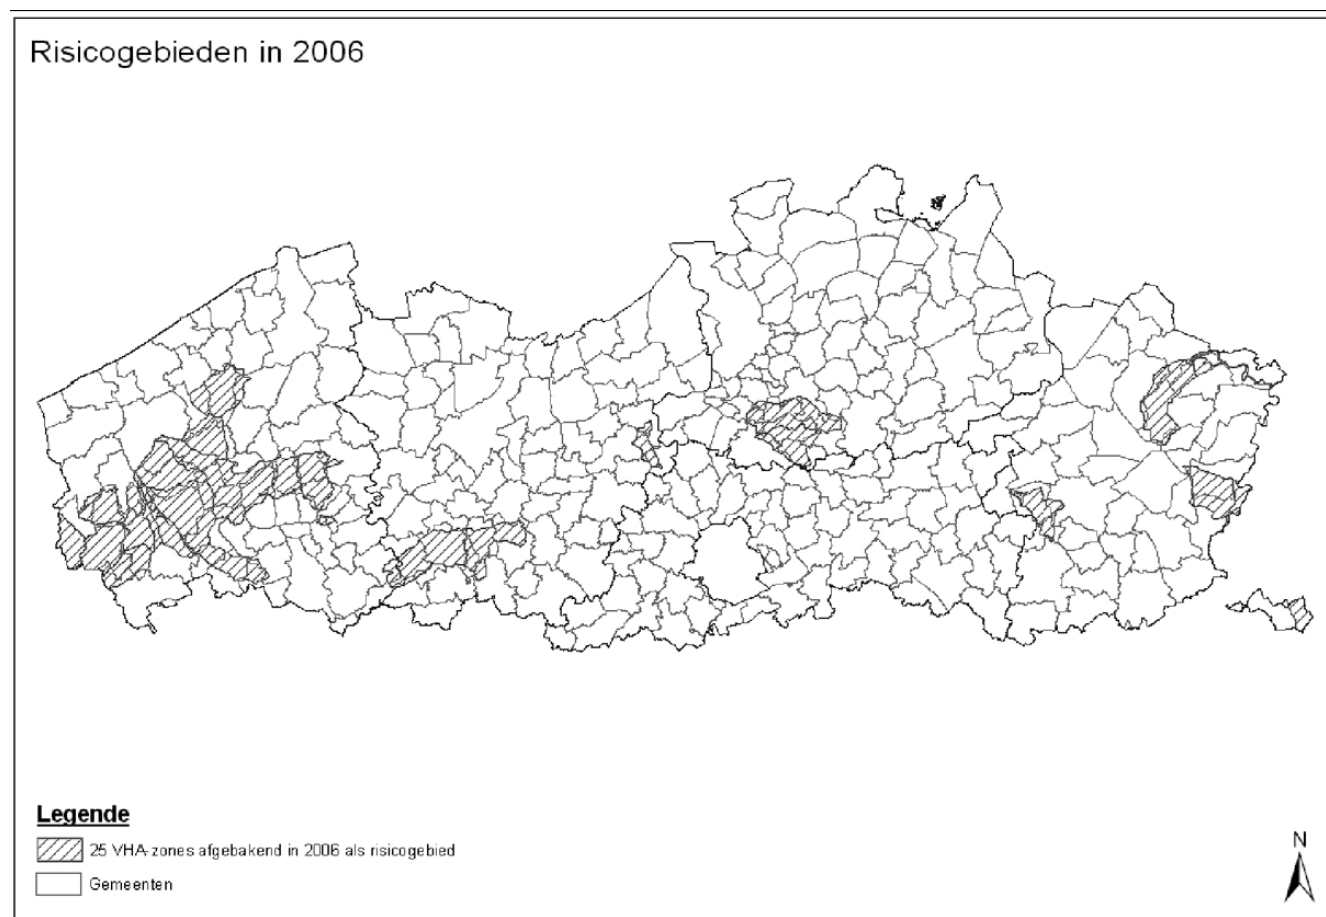 Risicogebieden in 2006
Legende
25 VHA-zones afgebakend in 2006 als risicogebied
Gemeenten
N